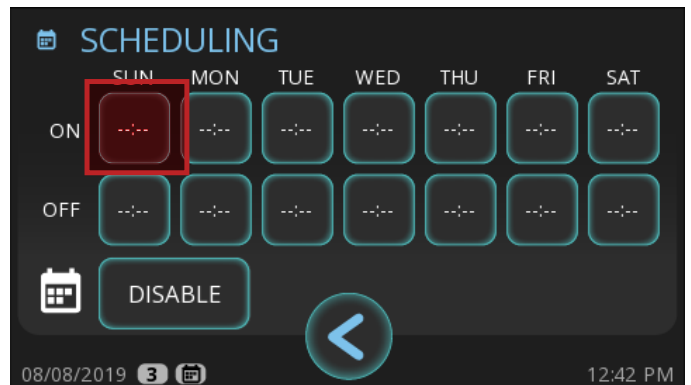 SCHEDULING
SUN MON TUE WED THU FRI SAT
ON --:-- --:-- --:-- --:-- --:-- --:-- --:--
OFF --:-- --:-- --:-- --:-- --:-- --:-- --:--
DISABLE
08/08/2019 3 12:42 PM